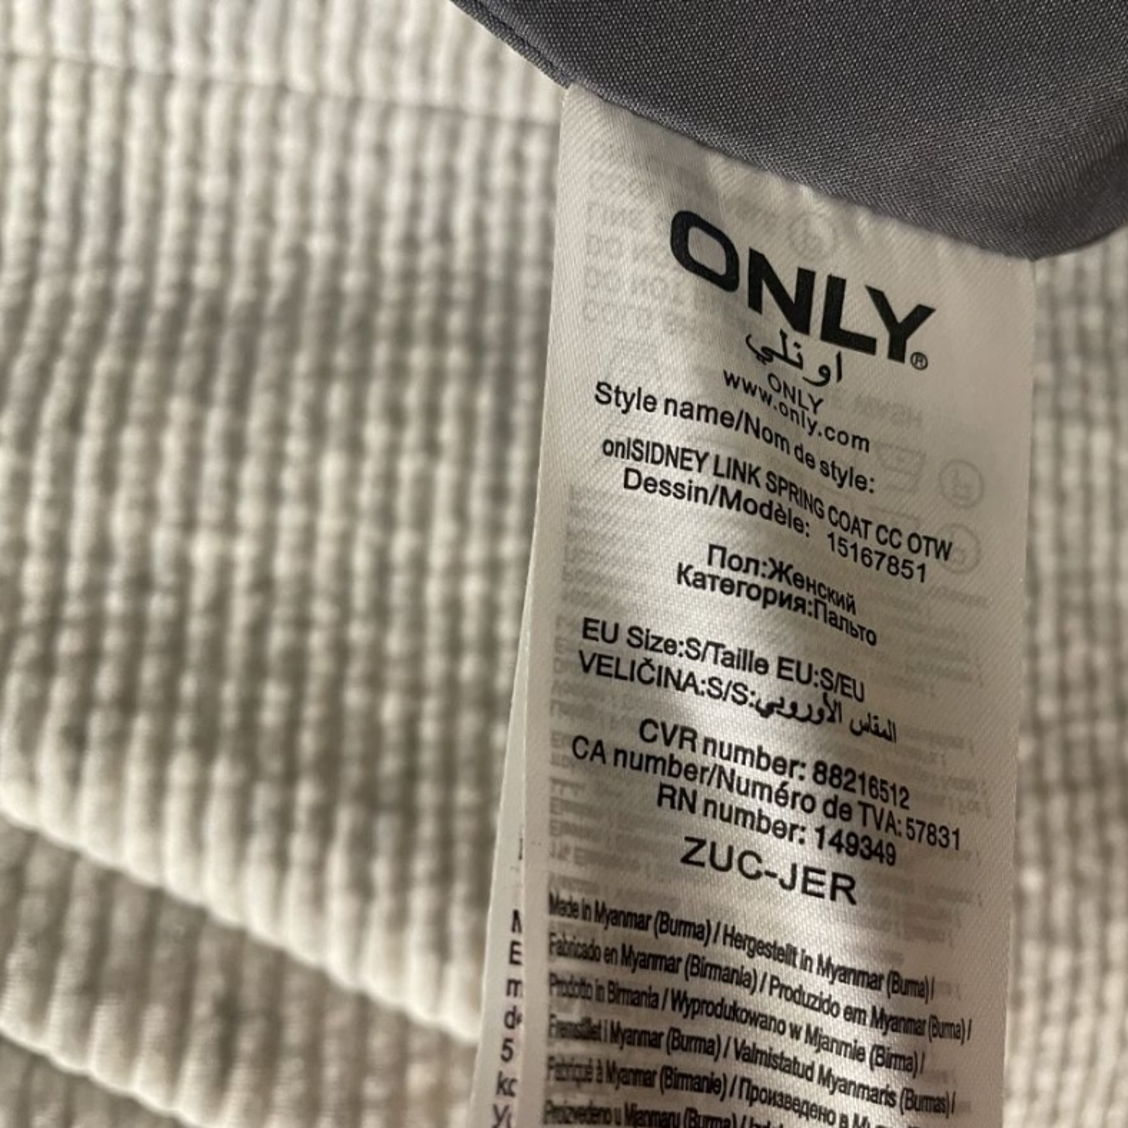 ONLY®
اونلي
ONLY
www.only.com
Style name/Nom de style:
onlSIDNEY LINK SPRING COAT CC OTW
Dessin/Modèle: 15167851
Пол:Женский
Категория:Пальто
EU Size:S/Taille EU:S/EU
VELIČINA:S/S:المقاس الأوروبي
CVR number: 88216512
CA number/Numéro de TVA: 57831
RN number: 149349
ZUC-JER
Made in Myanmar (Burma) / Hergestellt in Myanmar (Burma) /
Fabricado en Myanmar (Birmania) / Produzido em Myanmar (Burma) /
Prodotto in Birmania / Wyprodukowano w Mjanmie (Birma) /
Fremstillet i Myanmar (Burma) / Valmistatud Myanmaris (Burmas) /
Fabriqué à Myanmar (Birmanie) / Произведено в
Proizvedeno u Mjanmaru (Burma) /